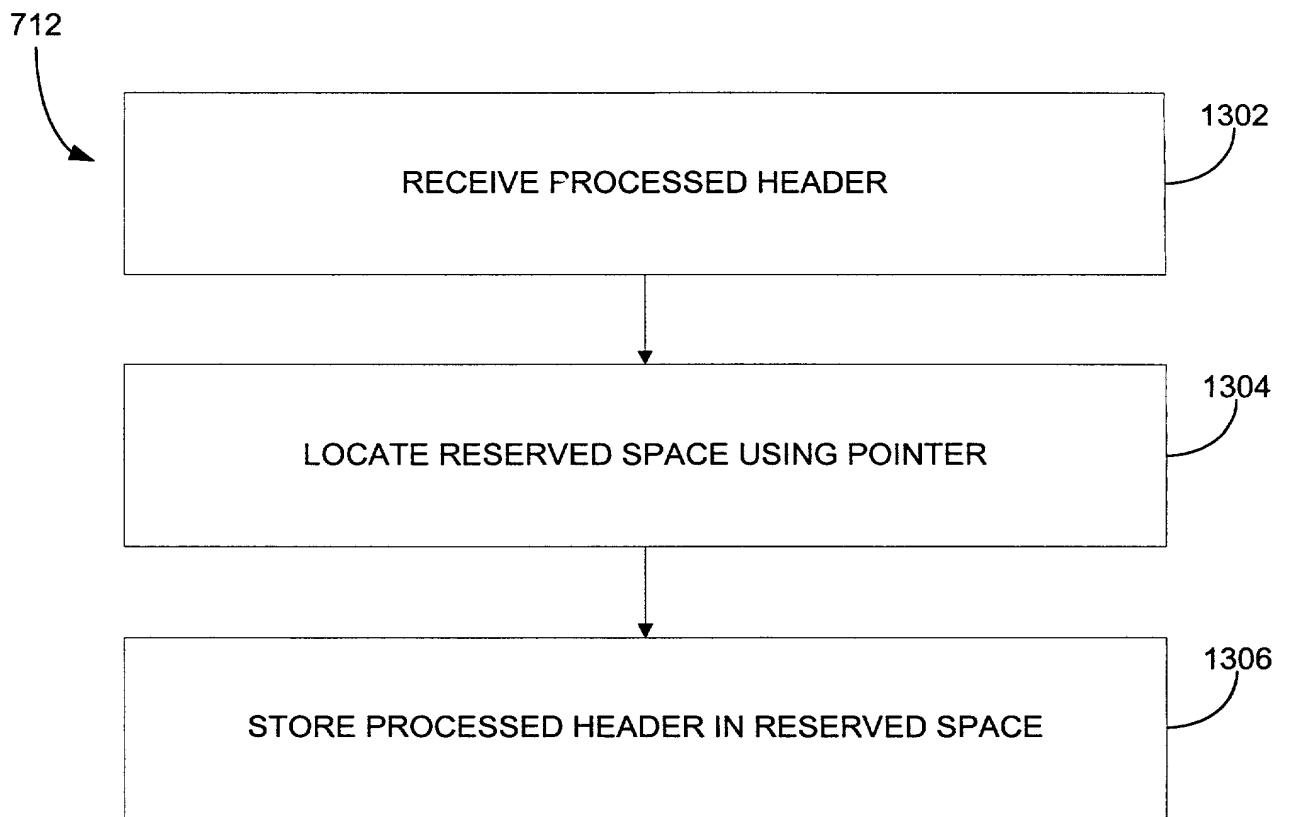 712
1302
RECEIVE PROCESSED HEADER
1304
LOCATE RESERVED SPACE USING POINTER
1306
STORE PROCESSED HEADER IN RESERVED SPACE